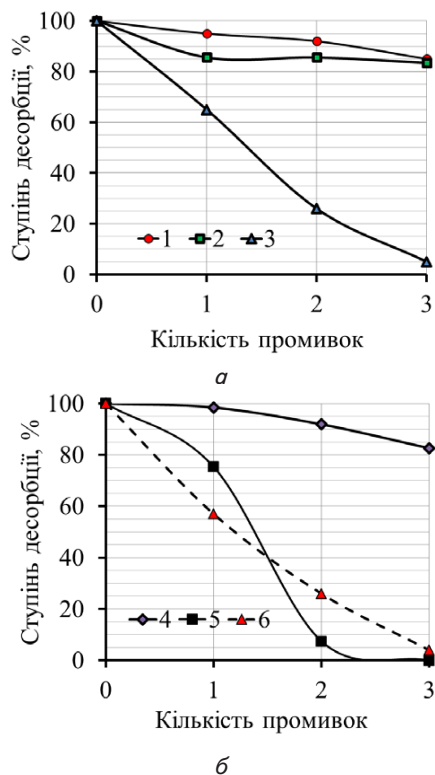 Ступінь десорбції, %
100
80
60
40
20
0
1 2 3
0 1 2 3
Кількість промивок
а
Ступінь десорбції, %
100
80
60
40
20
0
4 5 6
0 1 2 3
Кількість промивок
б